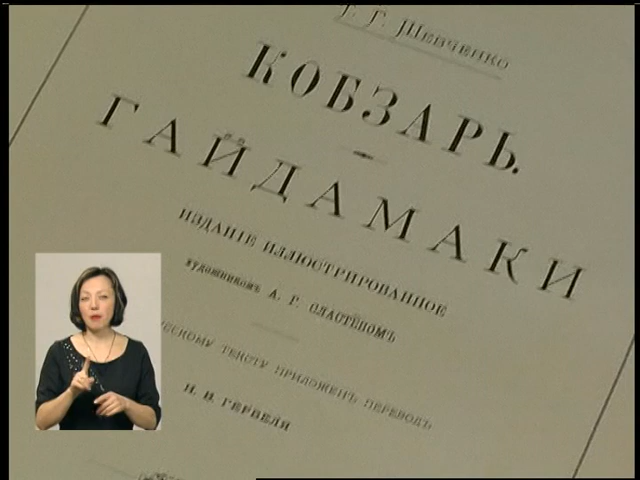 Т. Г. Шевченко
КОБЗАРЬ.
ГАЙДАМАКИ
ИЗДАНІЕ ИЛЛЮСТРИРОВАННОЕ
художникомъ А. Г. СЛАСТЁНОМЪ
ТЕКСТУ ПРИЛОЖЕНЪ ПЕРЕВОДЪ
Н. В. ГЕРБЕЛЯ